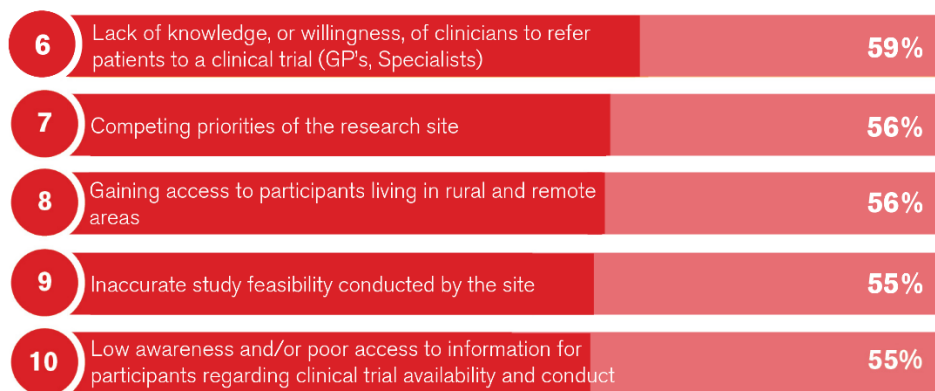 6
Lack of knowledge, or willingness, of clinicians to refer
patients to a clinical trial (GP's, Specialists)
59%
7
Competing priorities of the research site
56%
8
Gaining access to participants living in rural and remote
areas
56%
9
Inaccurate study feasibility conducted by the site
55%
10
Low awareness and/or poor access to information for
participants regarding clinical trial availability and conduct
55%